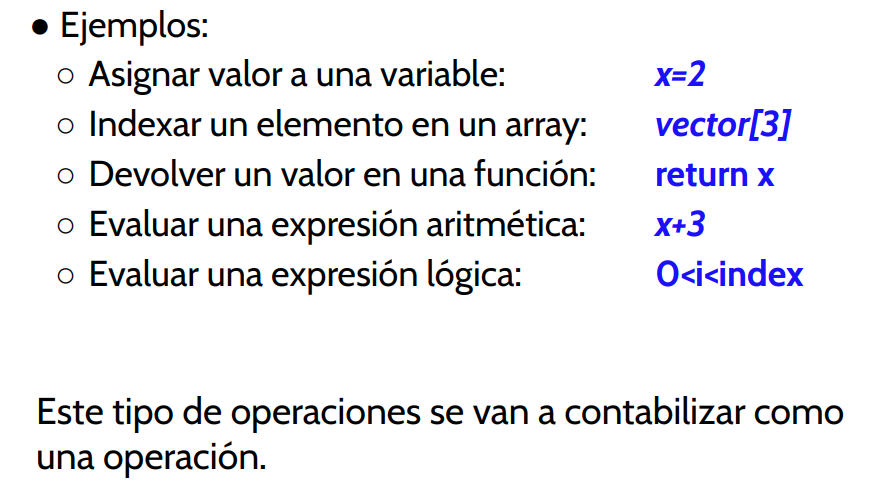 ● Ejemplos:
○ Asignar valor a una variable: x=2
○ Indexar un elemento en un array: vector[3]
○ Devolver un valor en una función: return x
○ Evaluar una expresión aritmética: x+3
○ Evaluar una expresión lógica: 0<i<index
Este tipo de operaciones se van a contabilizar como
una operación.